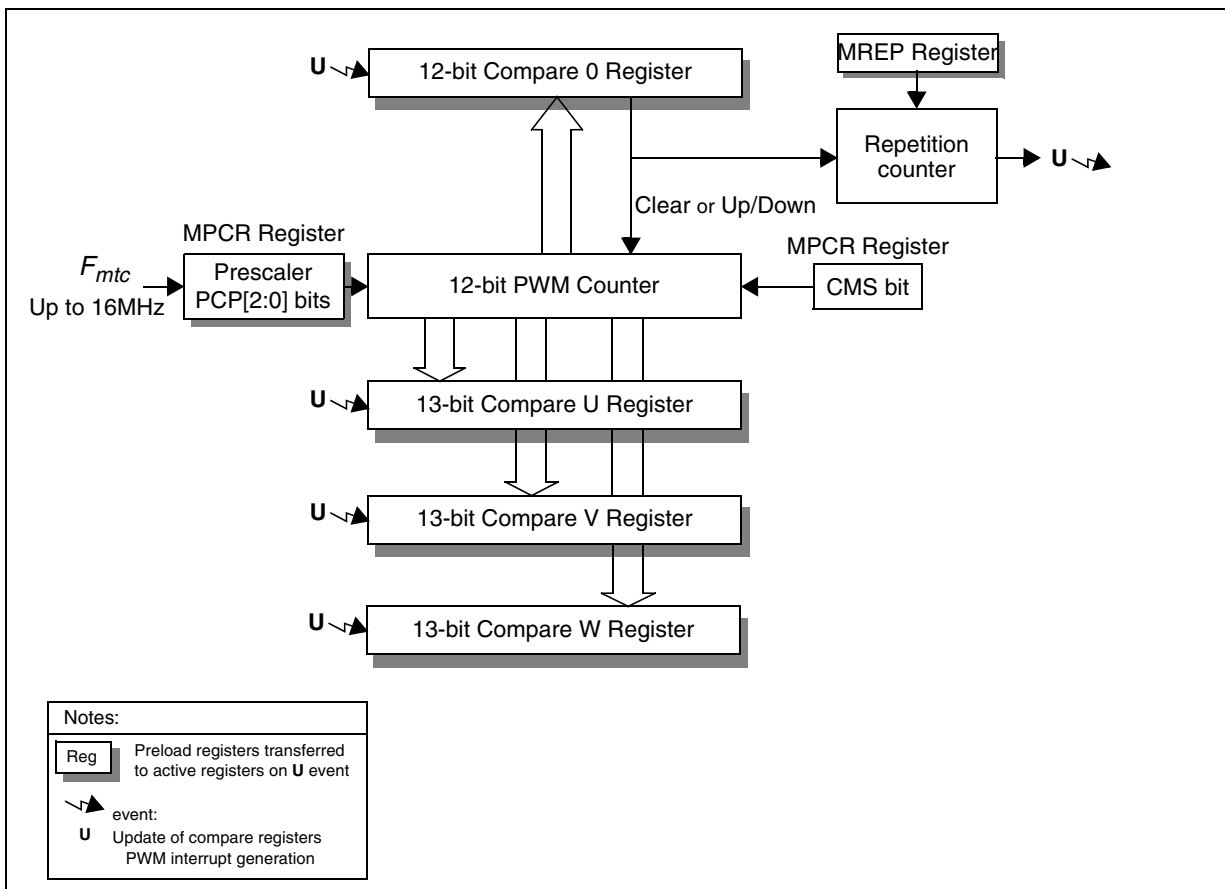 U
12-bit Compare 0 Register
MREP Register
Repetition
counter
U
Clear or Up/Down
MPCR Register
MPCR Register
Fmtc
Up to 16MHz
Prescaler
PCP[2:0] bits
12-bit PWM Counter
CMS bit
U
13-bit Compare U Register
U
13-bit Compare V Register
U
13-bit Compare W Register
Notes:
Reg
Preload registers transferred
to active registers on U event
event:
U Update of compare registers
PWM interrupt generation